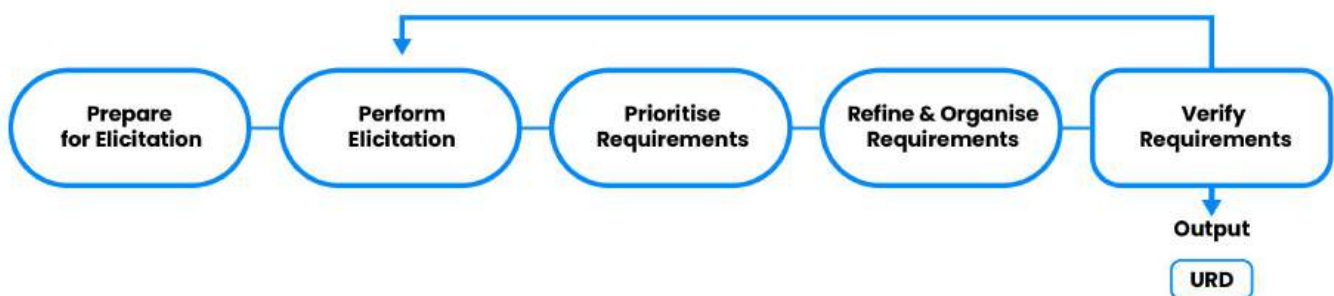 Prepare
for Elicitation
Perform
Elicitation
Prioritise
Requirements
Refine & Organise
Requirements
Verify
Requirements
Output
URD